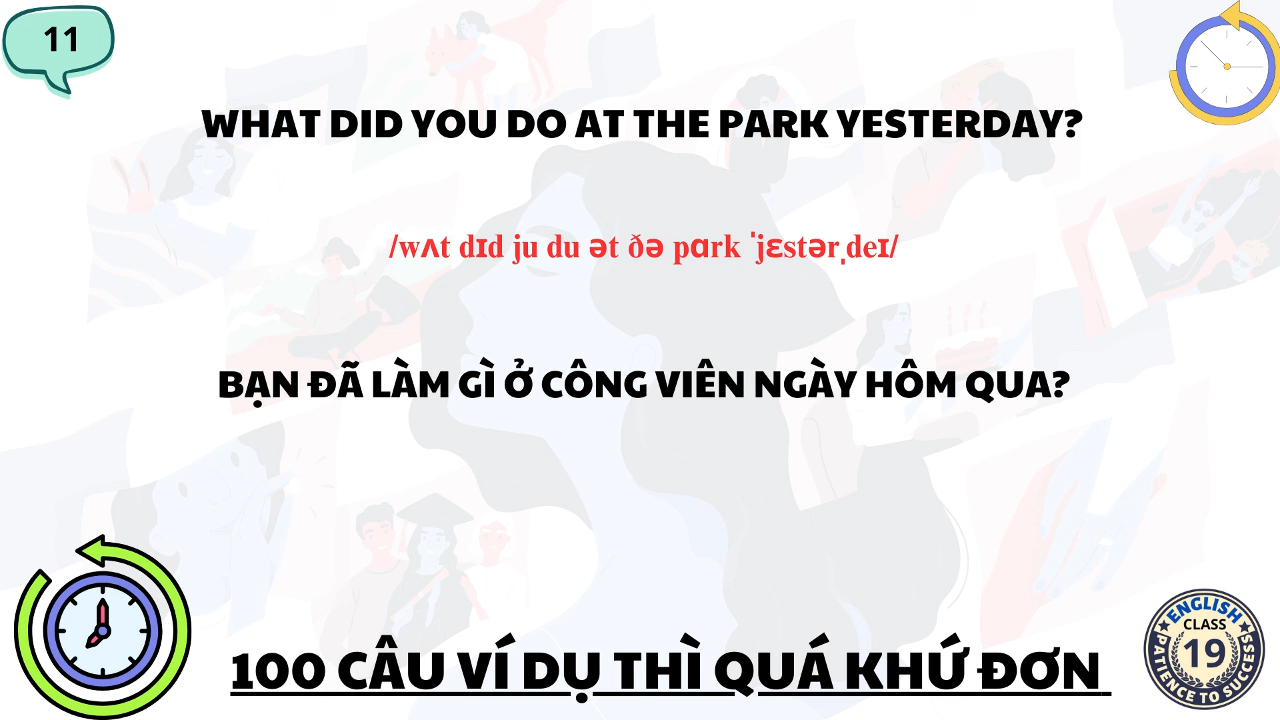 11
WHAT DID YOU DO AT THE PARK YESTERDAY?
/wʌt dɪd ju du ət ðə pɑrk ˈjɛstərˌdeɪ/
BẠN ĐÃ LÀM GÌ Ở CÔNG VIÊN NGÀY HÔM QUA?
100 CÂU VÍ DỤ THÌ QUÁ KHỨ ĐƠN
ENGLISH
CLASS
19
PATIENCE TO SUCCESS